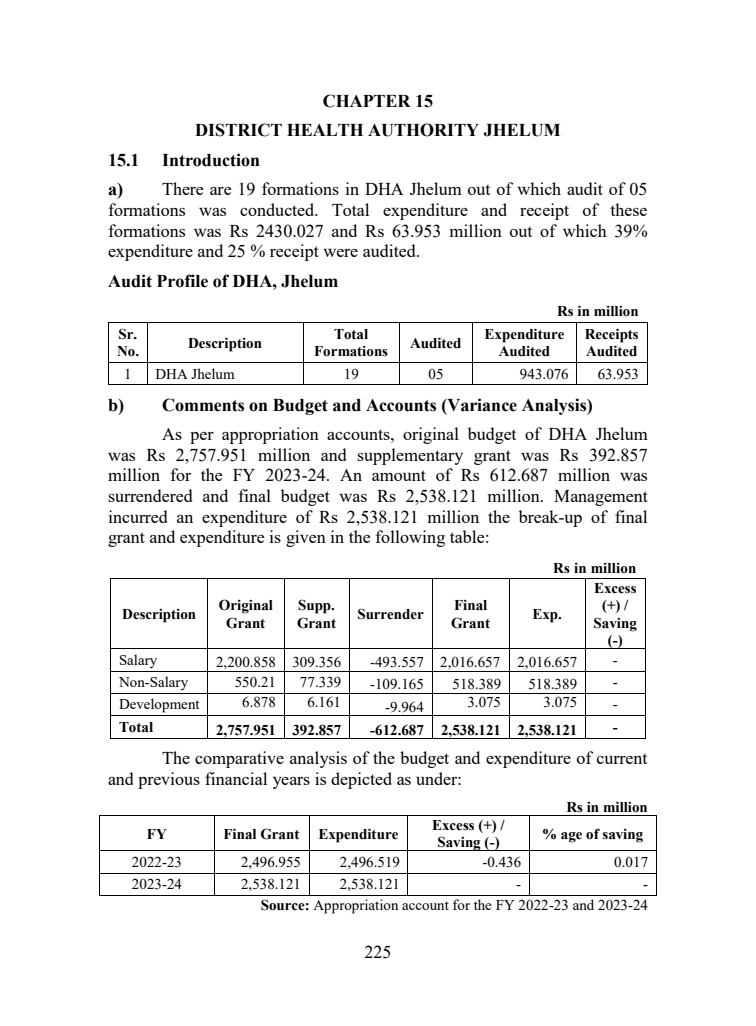 CHAPTER 15
DISTRICT HEALTH AUTHORITY JHELUM
15.1 Introduction
a) There are 19 formations in DHA Jhelum out of which audit of 05
formations was conducted. Total expenditure and receipt of these
formations was Rs 2430.027 and Rs 63.953 million out of which 39%
expenditure and 25 % receipt were audited.
Audit Profile of DHA, Jhelum
Rs in million
Sr. No. Description Total Formations Audited Expenditure Audited Receipts Audited
1 DHA Jhelum 19 05 943.076 63.953
b) Comments on Budget and Accounts (Variance Analysis)
As per appropriation accounts, original budget of DHA Jhelum
was Rs 2,757.951 million and supplementary grant was Rs 392.857
million for the FY 2023-24. An amount of Rs 612.687 million was
surrendered and final budget was Rs 2,538.121 million. Management
incurred an expenditure of Rs 2,538.121 million the break-up of final
grant and expenditure is given in the following table:
Rs in million
Description Original Grant Supp. Grant Surrender Final Grant Exp. Excess (+) / Saving (-)
Salary 2,200.858 309.356 -493.557 2,016.657 2,016.657 -
Non-Salary 550.21 77.339 -109.165 518.389 518.389 -
Development 6.878 6.161 -9.964 3.075 3.075 -
Total 2,757.951 392.857 -612.687 2,538.121 2,538.121 -
The comparative analysis of the budget and expenditure of current
and previous financial years is depicted as under:
Rs in million
FY Final Grant Expenditure Excess (+) / Saving (-) % age of saving
2022-23 2,496.955 2,496.519 -0.436 0.017
2023-24 2,538.121 2,538.121 - -
Source: Appropriation account for the FY 2022-23 and 2023-24
225